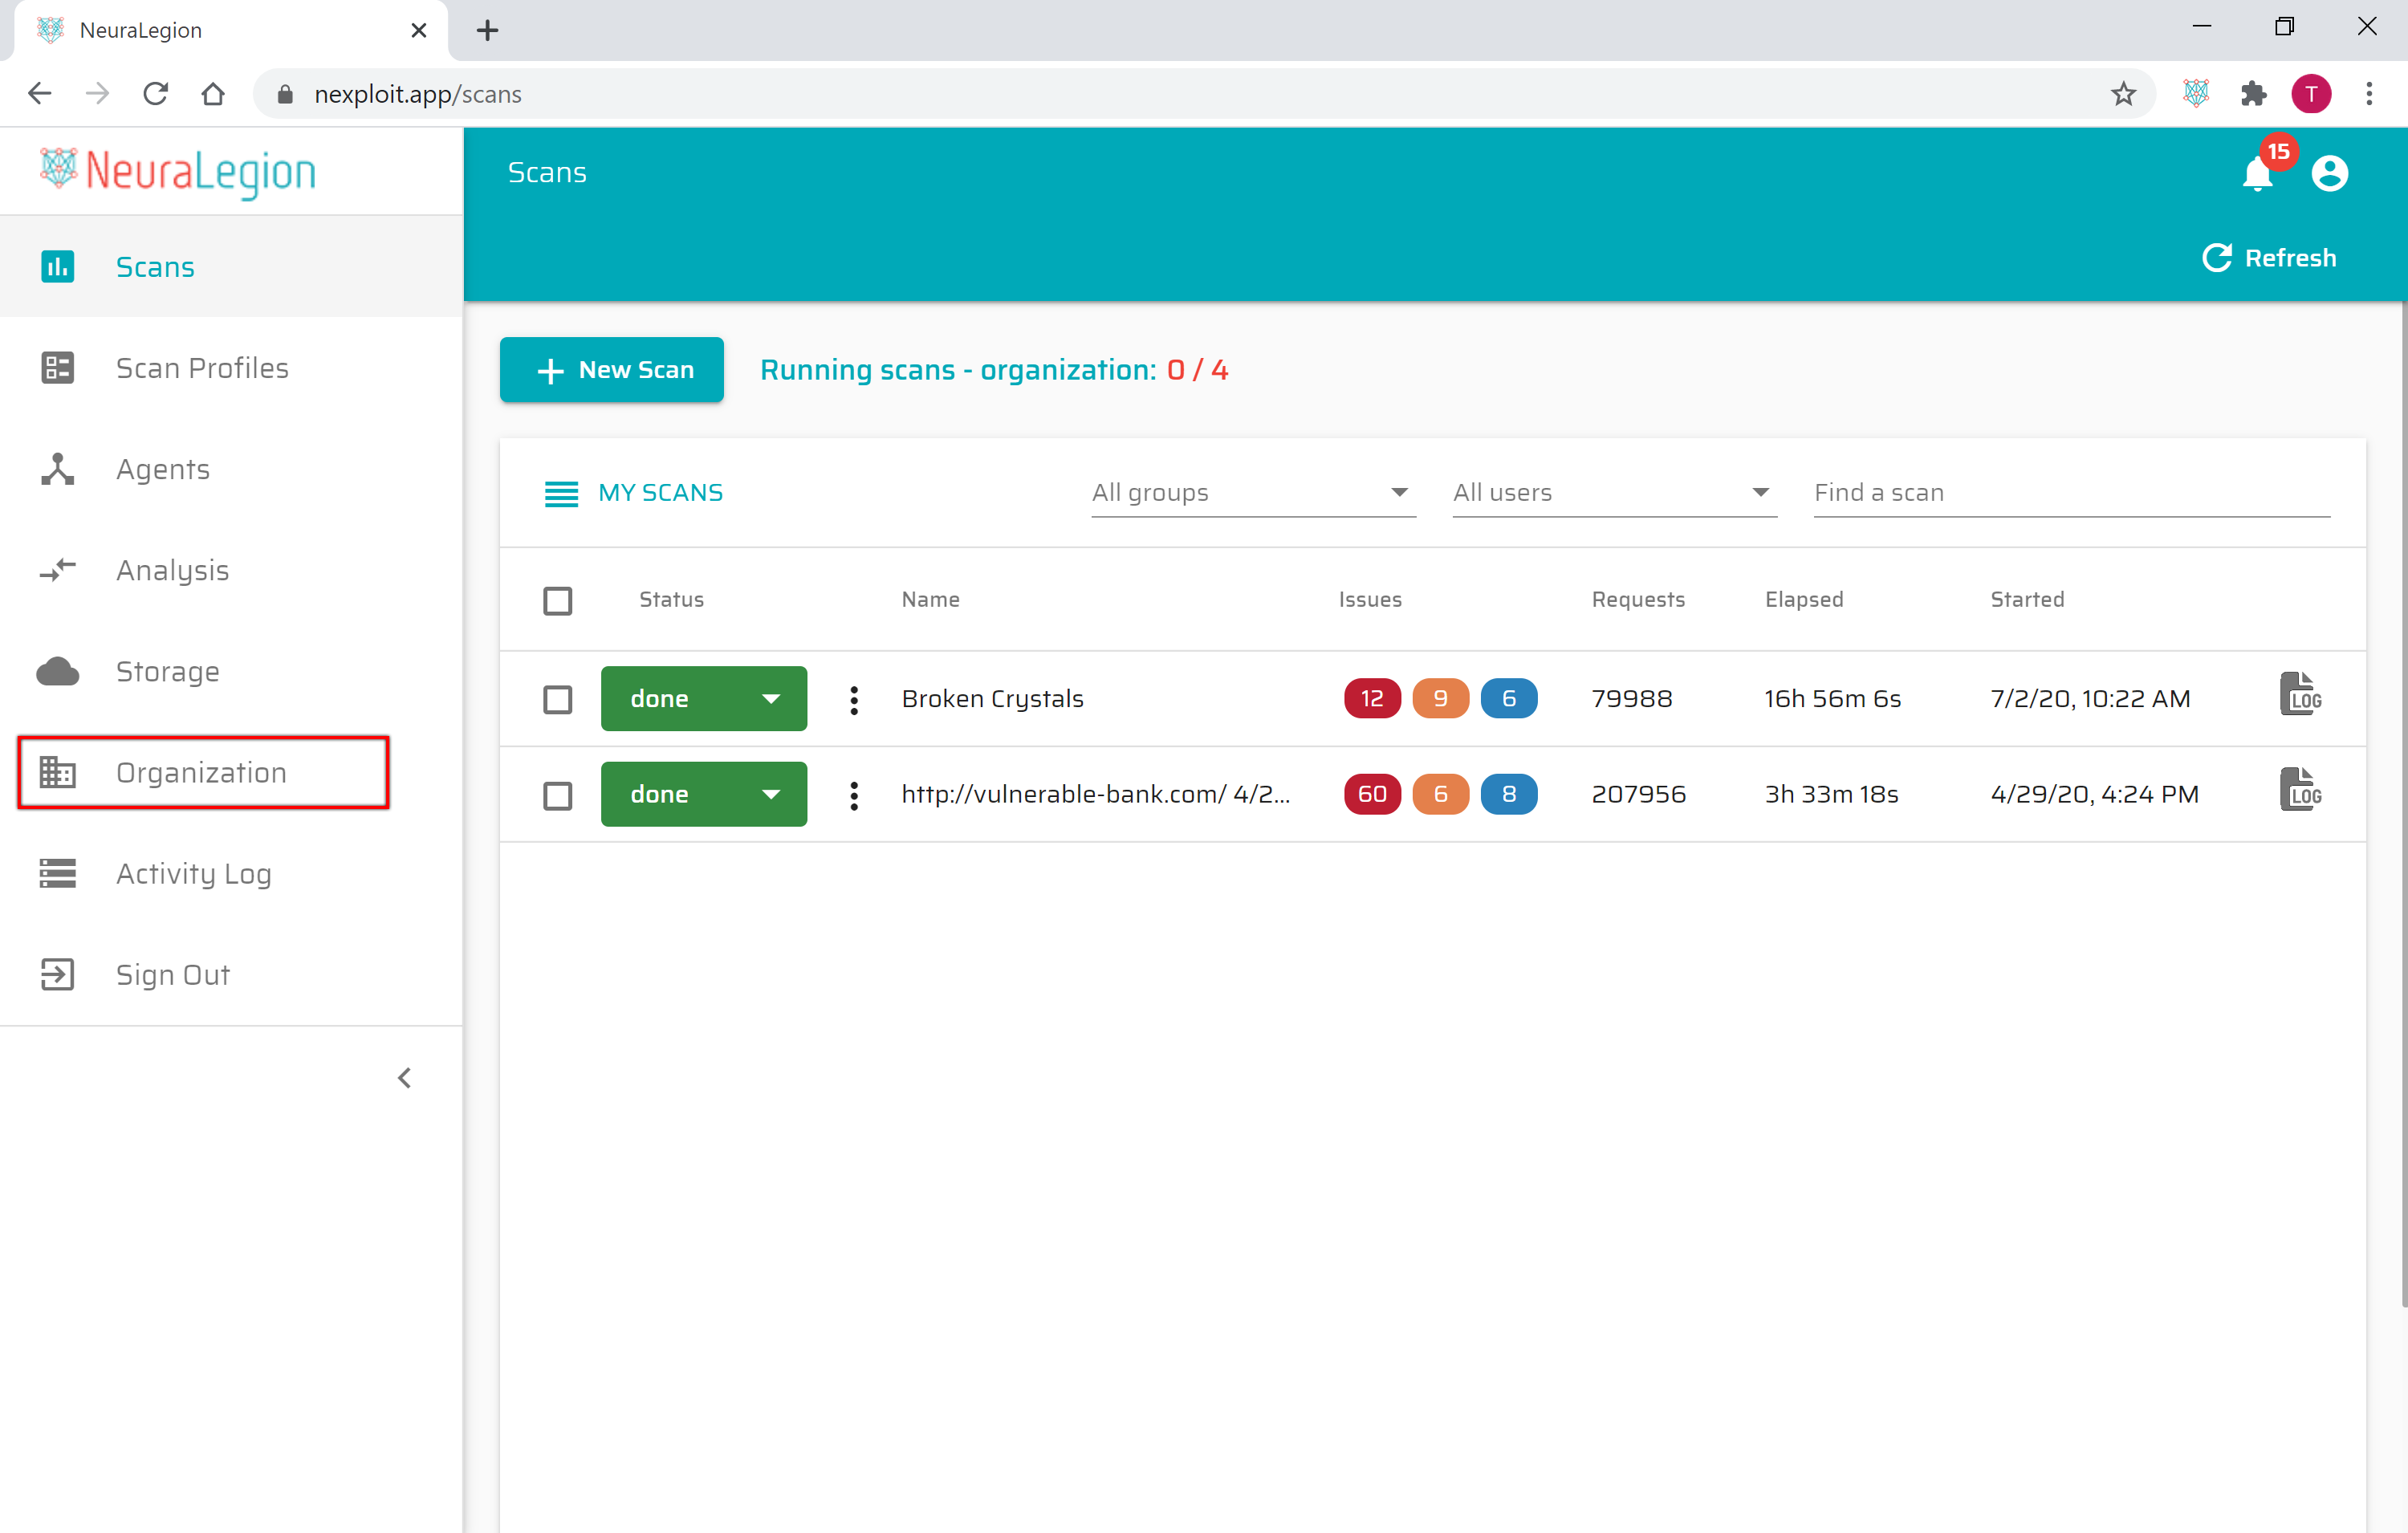 NeuraLegion
nexploit.app/scans
T
NeuraLegion
Scans
15
Refresh
Scans
Scan Profiles
Agents
Analysis
Storage
Organization
Activity Log
Sign Out
New Scan
Running scans - organization: 0 / 4
MY SCANS All groups All users Find a scan
Status Name Issues Requests Elapsed Started
done Broken Crystals 12 9 6 79988 16h 56m 6s 7/2/20, 10:22 AM LOG
done http://vulnerable-bank.com/ 4/2... 60 6 8 207956 3h 33m 18s 4/29/20, 4:24 PM LOG